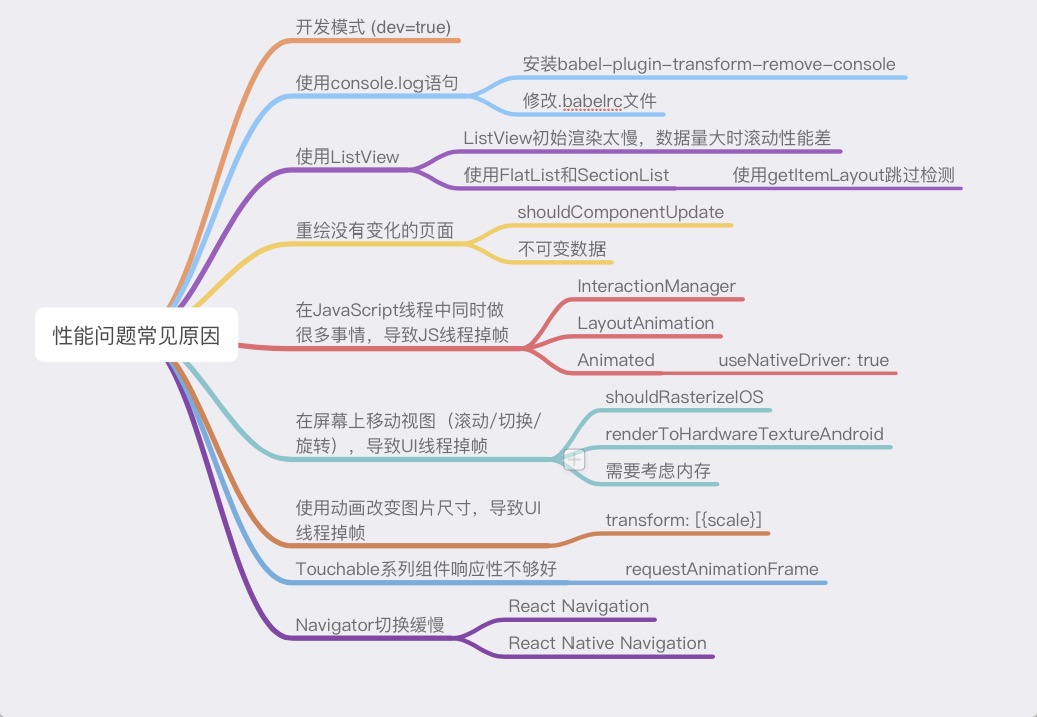 开发模式 (dev=true)
使用console.log语句
安装babel-plugin-transform-remove-console
修改.babelrc文件
使用ListView
ListView初始渲染太慢，数据量大时滚动性能差
使用FlatList和SectionList
使用getItemLayout跳过检测
重绘没有变化的页面
shouldComponentUpdate
不可变数据
性能问题常见原因
在JavaScript线程中同时做
很多事情，导致JS线程掉帧
InteractionManager
LayoutAnimation
Animated
useNativeDriver: true
在屏幕上移动视图（滚动/切换/
旋转），导致UI线程掉帧
shouldRasterizeIOS
renderToHardwareTextureAndroid
需要考虑内存
使用动画改变图片尺寸，导致UI
线程掉帧
transform: [{scale}]
Touchable系列组件响应性不够好
requestAnimationFrame
Navigator切换缓慢
React Navigation
React Native Navigation